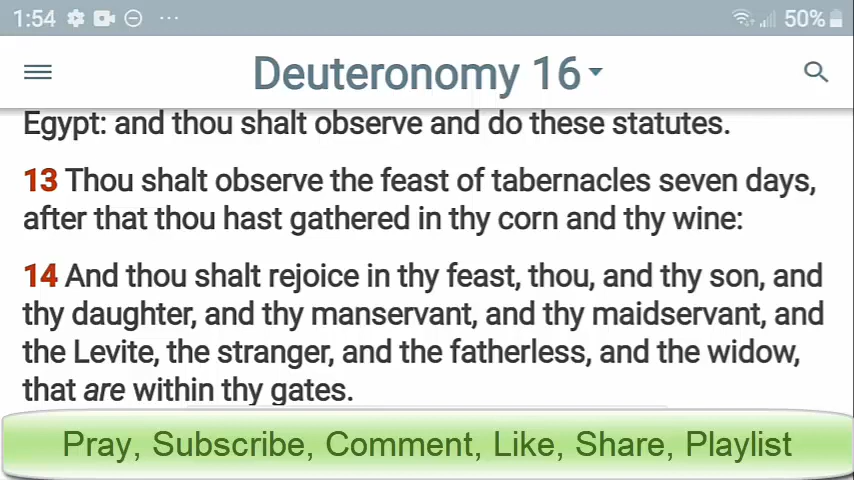 1:54 ··· 50%
Deuteronomy 16
Egypt: and thou shalt observe and do these statutes.
13 Thou shalt observe the feast of tabernacles seven days,
after that thou hast gathered in thy corn and thy wine:
14 And thou shalt rejoice in thy feast, thou, and thy son, and
thy daughter, and thy manservant, and thy maidservant, and
the Levite, the stranger, and the fatherless, and the widow,
that are within thy gates.
Pray, Subscribe, Comment, Like, Share, Playlist